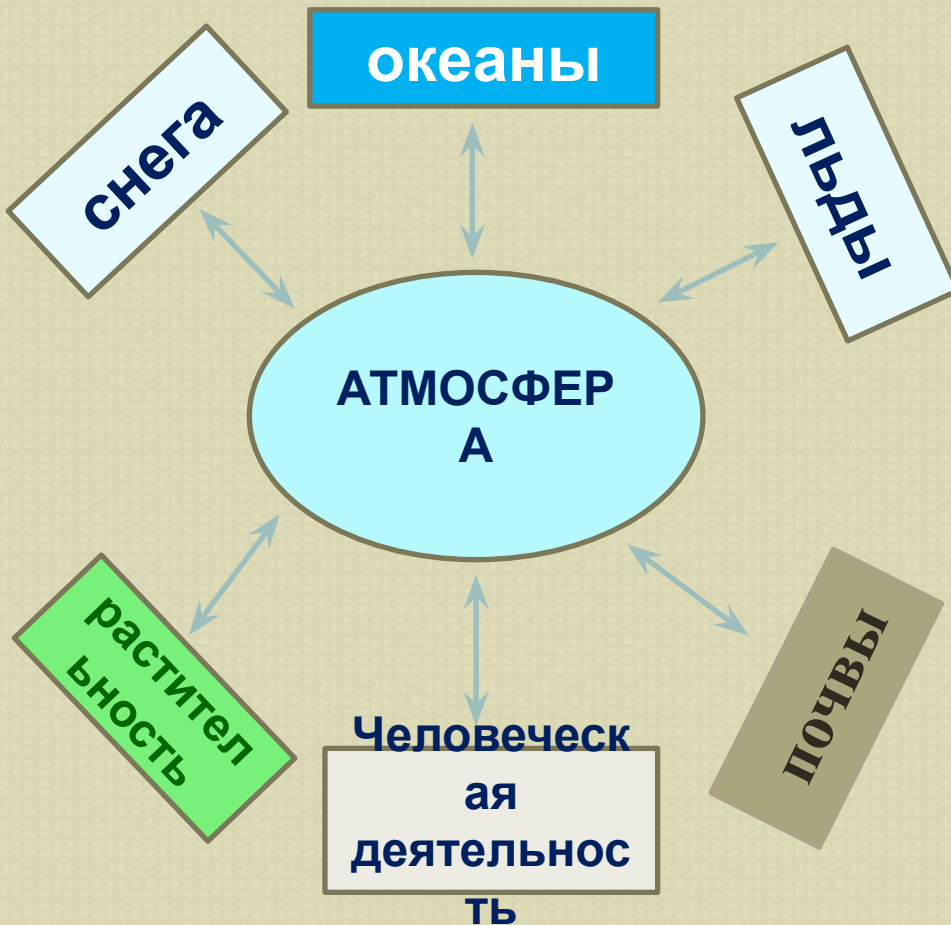 океаны
снега
льды
АТМОСФЕР
А
растител
ьность
почвы
Человеческ
ая
деятельнос
ть